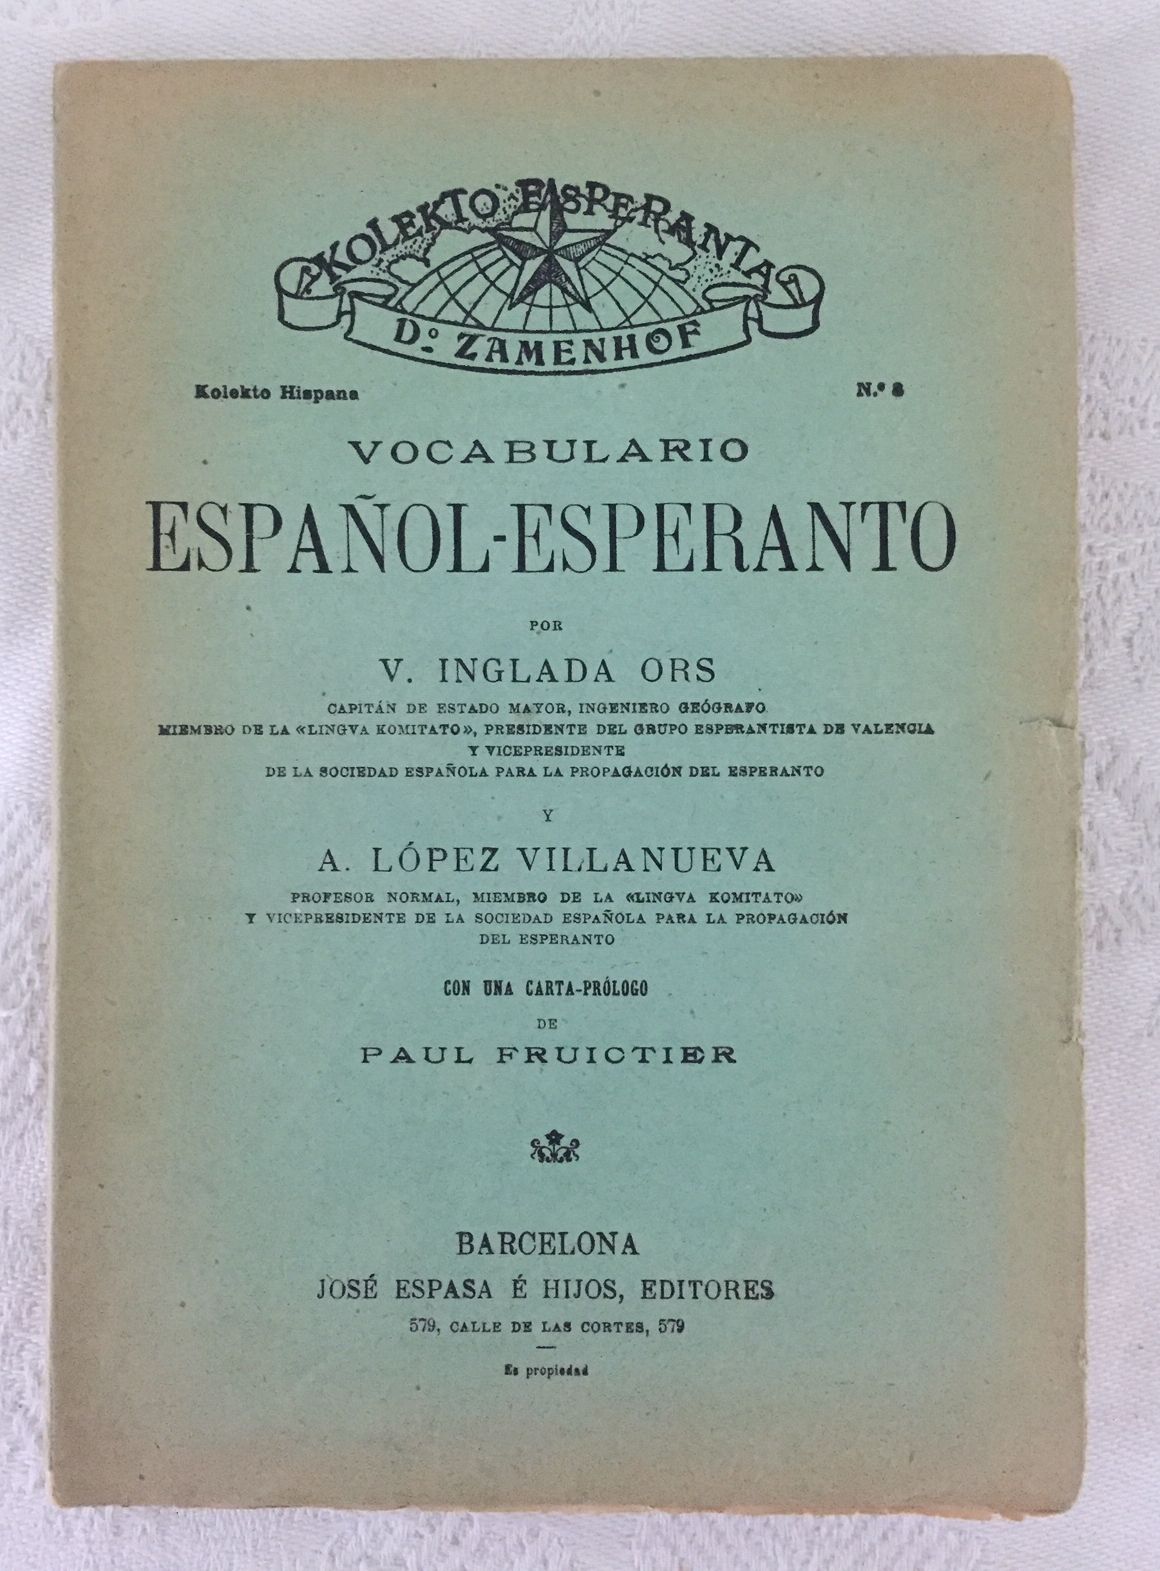 KOLEKTO ESPERANTA
Dº ZAMENHOF
Kolekto Hispana N.º 8
VOCABULARIO
ESPAÑOL-ESPERANTO
POR
V. INGLADA ORS
CAPITÁN DE ESTADO MAYOR, INGENIERO GEÓGRAFO
MIEMBRO DE LA «LINGVA KOMITATO», PRESIDENTE DEL GRUPO ESPERANTISTA DE VALENCIA
Y VICEPRESIDENTE
DE LA SOCIEDAD ESPAÑOLA PARA LA PROPAGACIÓN DEL ESPERANTO
Y
A. LÓPEZ VILLANUEVA
PROFESOR NORMAL, MIEMBRO DE LA «LINGVA KOMITATO»
Y VICEPRESIDENTE DE LA SOCIEDAD ESPAÑOLA PARA LA PROPAGACIÓN
DEL ESPERANTO
CON UNA CARTA-PRÓLOGO
DE
PAUL FRUICTIER
BARCELONA
JOSÉ ESPASA É HIJOS, EDITORES
579, CALLE DE LAS CORTES, 579
Es propiedad